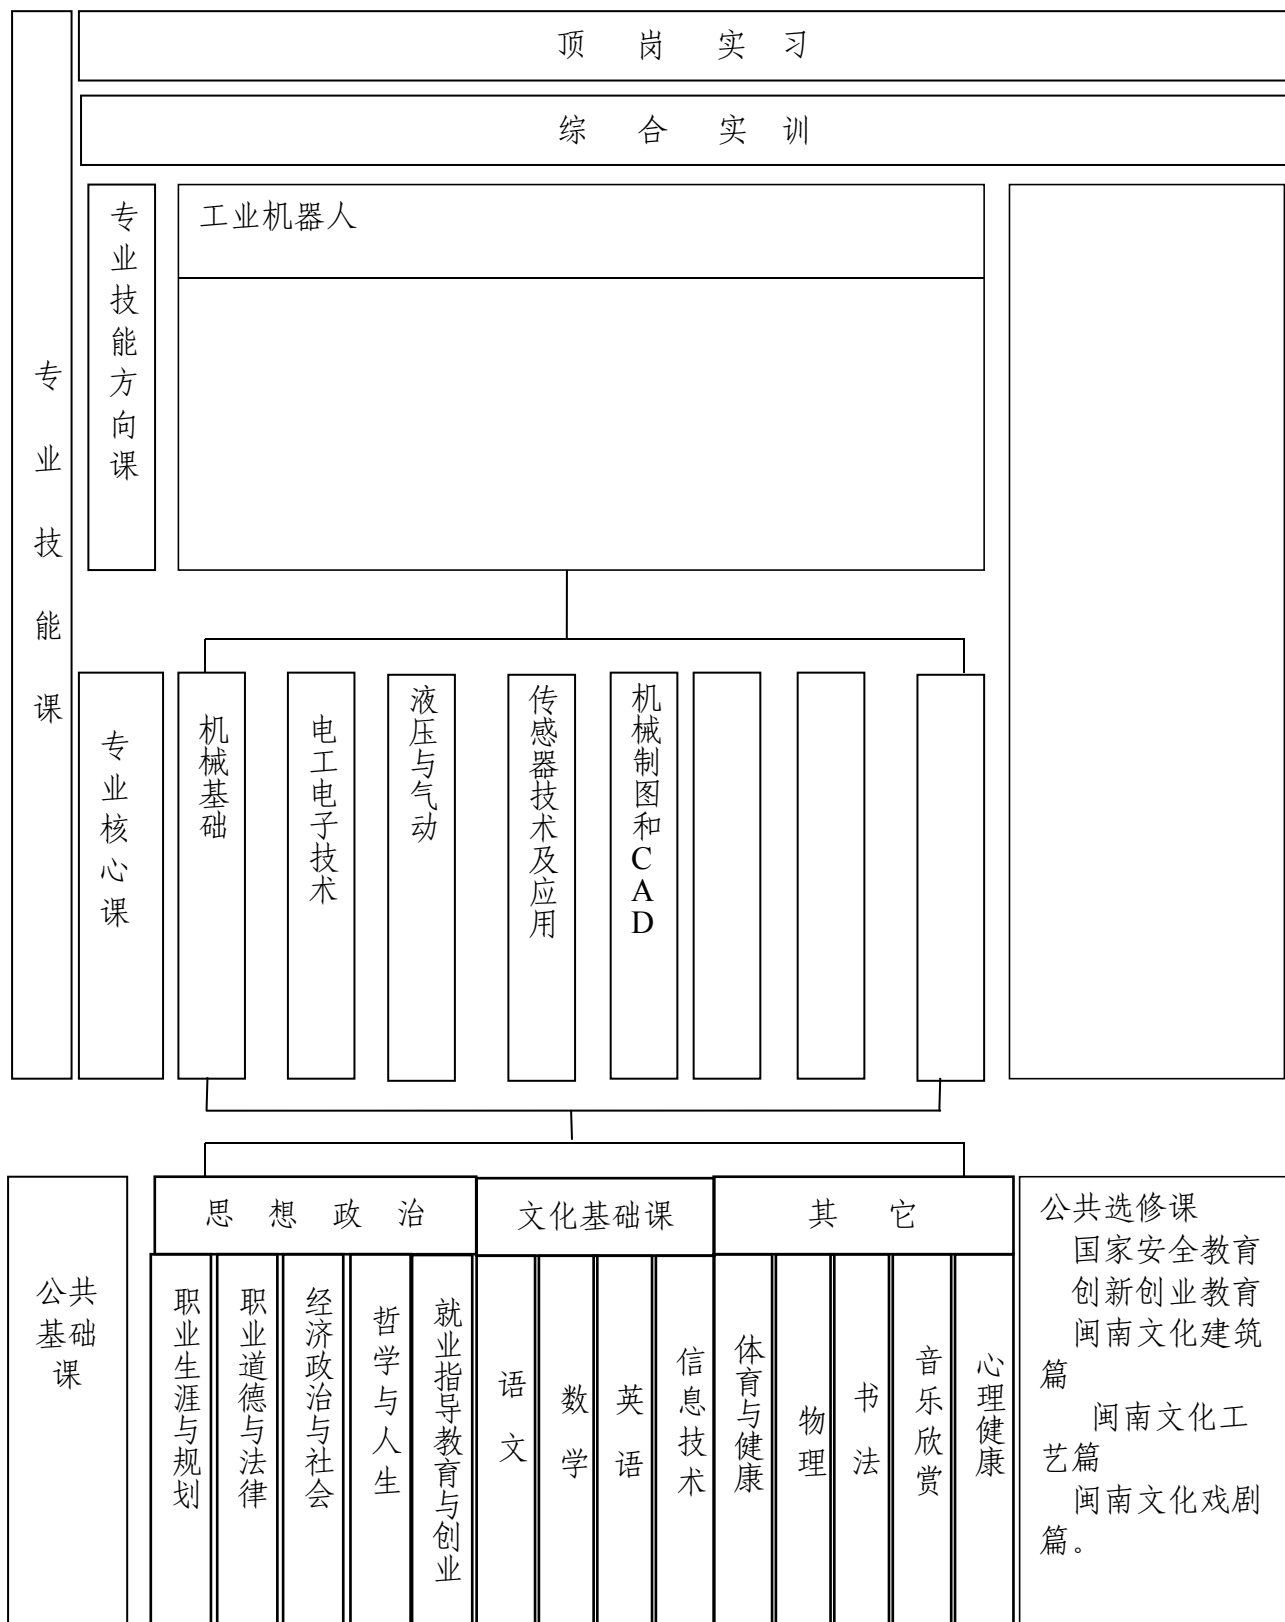 顶岗实习
综合实训
专业技能课
专业技能方向课
工业机器人
专业核心课
机械基础
电工电子技术
液压与气动
传感器技术及应用
机械制图和CAD
公共
基础
课
思想政治
文化基础课
其它
职业生涯与规划
职业道德与法律
经济政治与社会
哲学与人生
就业指导教育与创业
语文
数学
英语
信息技术
体育与健康
物理
书法
音乐欣赏
心理健康
公共选修课
国家安全教育
创新创业教育
闽南文化建筑
篇
闽南文化工
艺篇
闽南文化戏剧
篇。